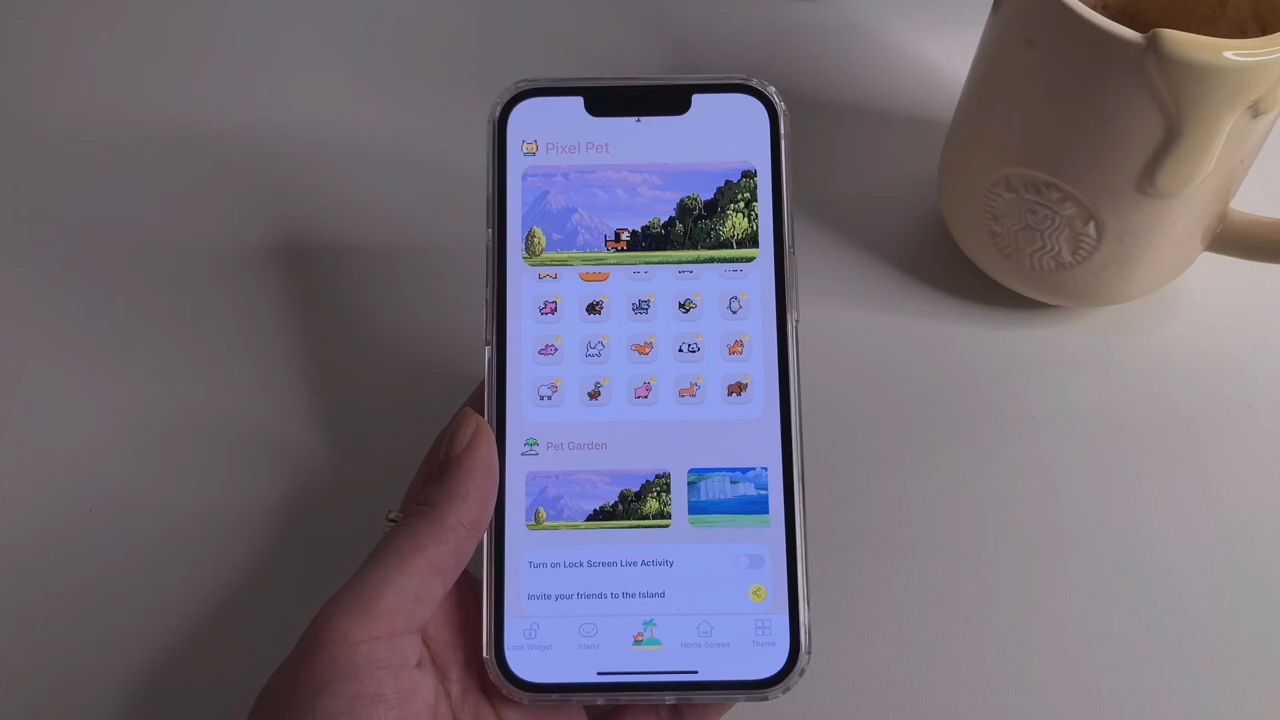 Pixel Pet
Pet Garden
Turn on Lock Screen Live Activity
Invite your friends to the Island
Lock Widget
Island
Home Screen
Theme